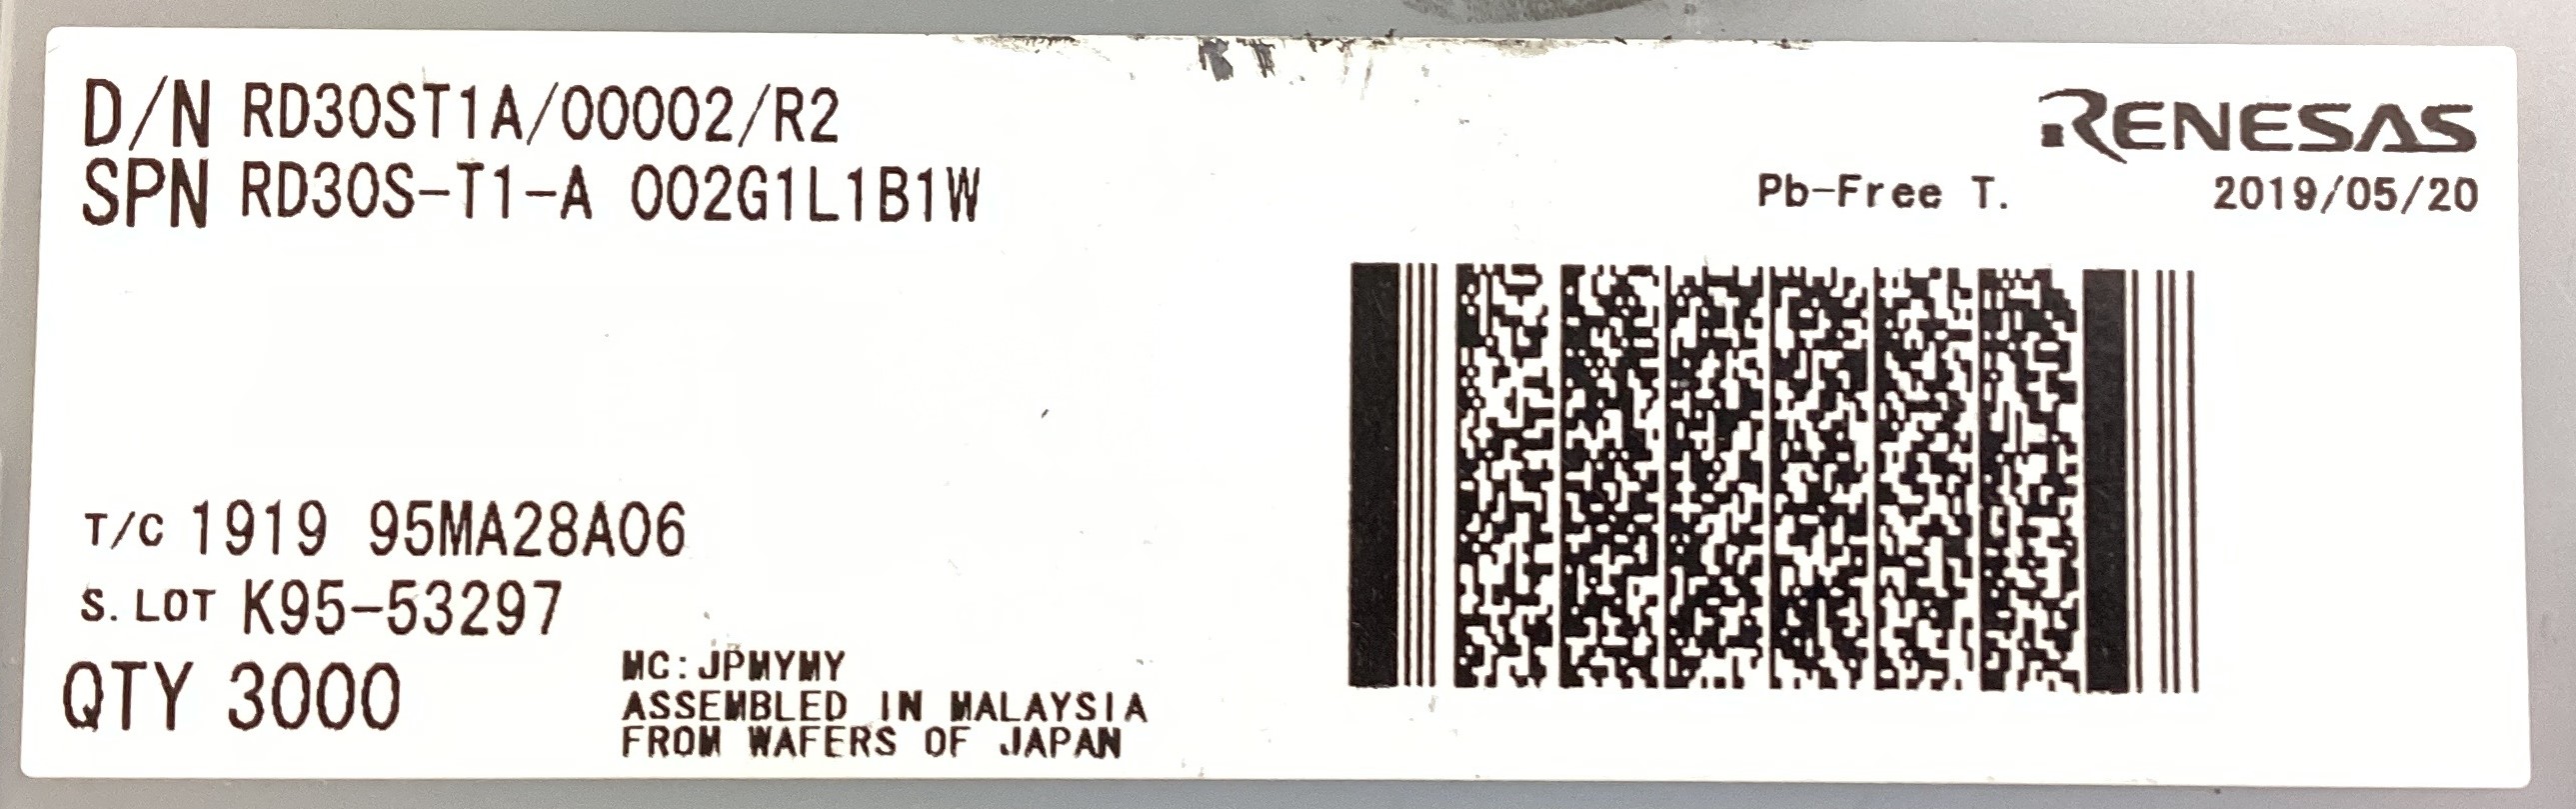 D/N RD30ST1A/00002/R2
RENESAS
SPN RD30S-T1-A 002G1L1B1W
Pb-Free T. 2019/05/20
T/C 1919 95MA28A06
S. LOT K95-53297
QTY 3000
MC:JPMYMY
ASSEMBLED IN MALAYSIA
FROM WAFERS OF JAPAN